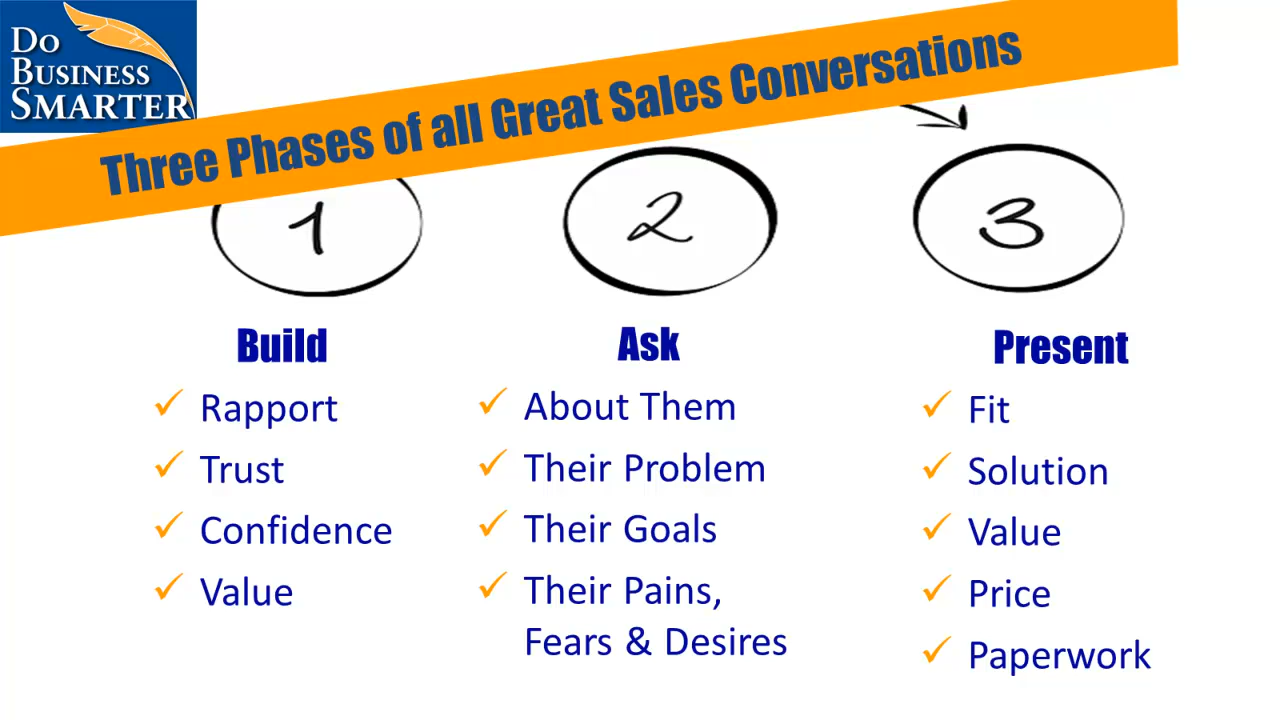 Do
BUSINESS
SMARTER
Three Phases of all Great Sales Conversations
1
2
3
Build
Rapport
Trust
Confidence
Value
Ask
About Them
Their Problem
Their Goals
Their Pains,
Fears & Desires
Present
Fit
Solution
Value
Price
Paperwork